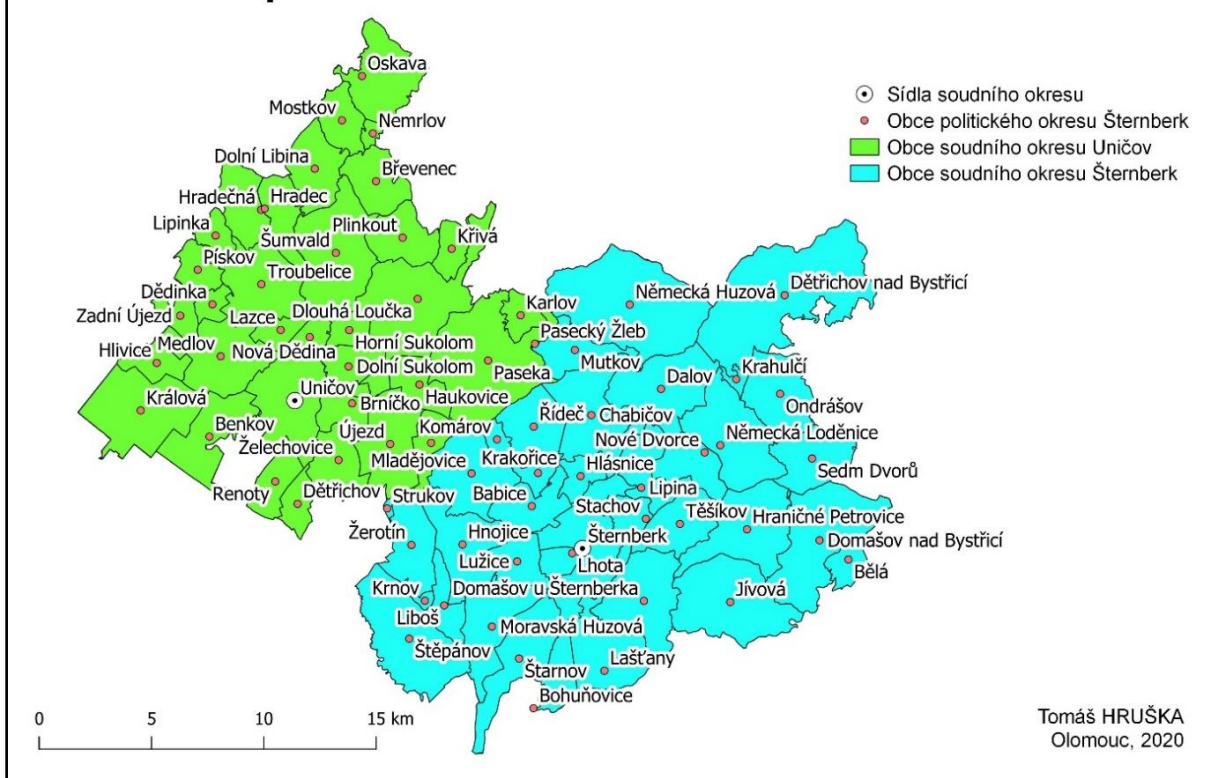 Oskava
Mostkov
Nemrlov
Dolní Libina
Břevenec
Hradečná
Hradec
Lipinka
Plinkout
Šumvald
Křivá
Pískov
Troubelice
Dědinka
Zadní Újezd
Lazce
Dlouhá Loučka
Karlov
Německá Huzová
Dětřichov nad Bystřicí
Hlivice
Medlov
Nová Dědina
Horní Sukolom
Pasecký Žleb
Dolní Sukolom
Paseka
Mutkov
Dalov
Krahulčí
Králová
Uničov
Brníčko
Haukovice
Ondrášov
Benkov
Újezd
Komárov
Řídeč
Chabičov
Želechovice
Mladějovice
Krakořice
Nové Dvorce
Německá Loděnice
Hlásnice
Sedm Dvorů
Renoty
Dětřichov
Strukov
Babice
Lipina
Stachov
Těšíkov
Hraničné Petrovice
Žerotín
Hnojice
Šternberk
Domašov nad Bystřicí
Lužice
Lhota
Bělá
Krnov
Domašov u Šternberka
Jívová
Liboš
Moravská Huzová
Štěpánov
Štarnov
Lašťany
Bohuňovice
Sídla soudního okresu
Obce politického okresu Šternberk
Obce soudního okresu Uničov
Obce soudního okresu Šternberk
0 5 10 15 km
Tomáš HRUŠKA
Olomouc, 2020